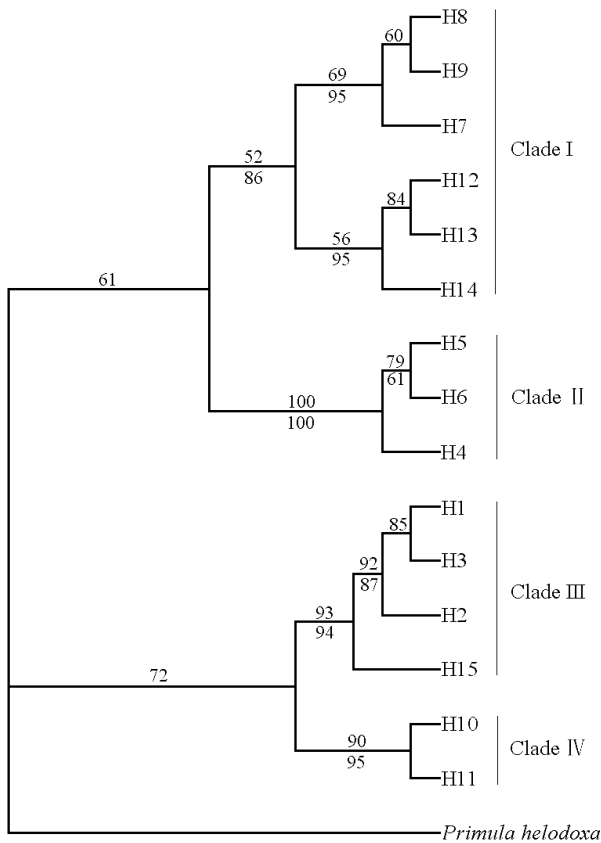 H8
60
H9
69
95
H7
Clade I
52
86
H12
84
H13
56
95
H14
61
H5
79
61
H6
Clade Ⅱ
100
100
H4
H1
85
H3
92
87
Clade Ⅲ
H2
93
94
H15
72
H10
90
95
Clade Ⅳ
H11
Primula helodoxa